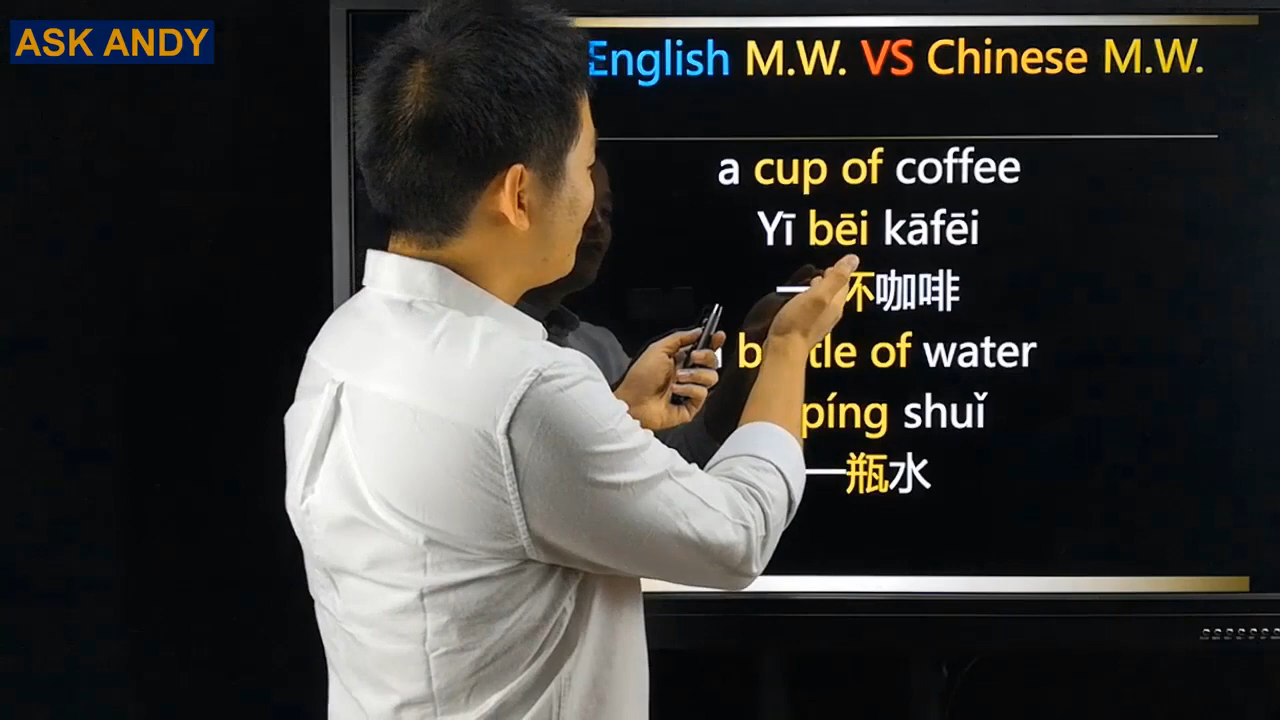 ASK ANDY
English M.W. VS Chinese M.W.
a cup of coffee
Yī bēi kāfēi
一 咖啡
of water
píng shuǐ
一瓶水